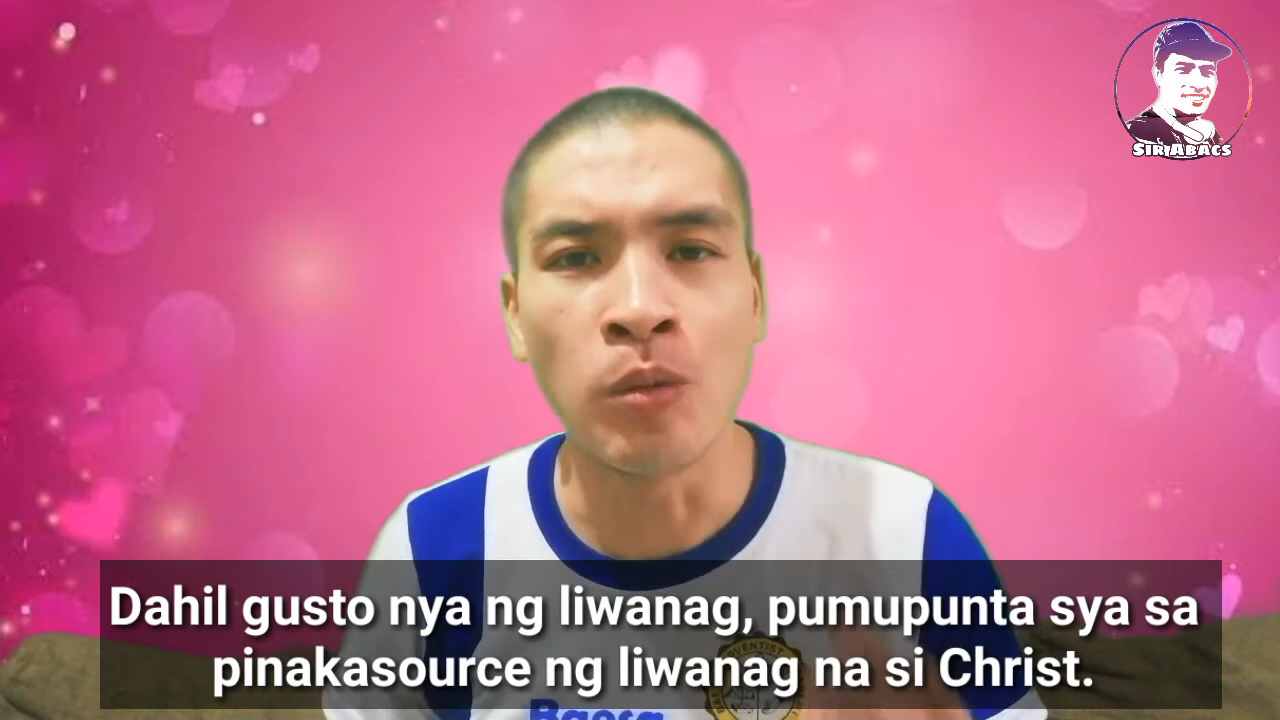 SIR ABACS
Dahil gusto nya ng liwanag, pumupunta sya sa
pinakasource ng liwanag na si Christ.